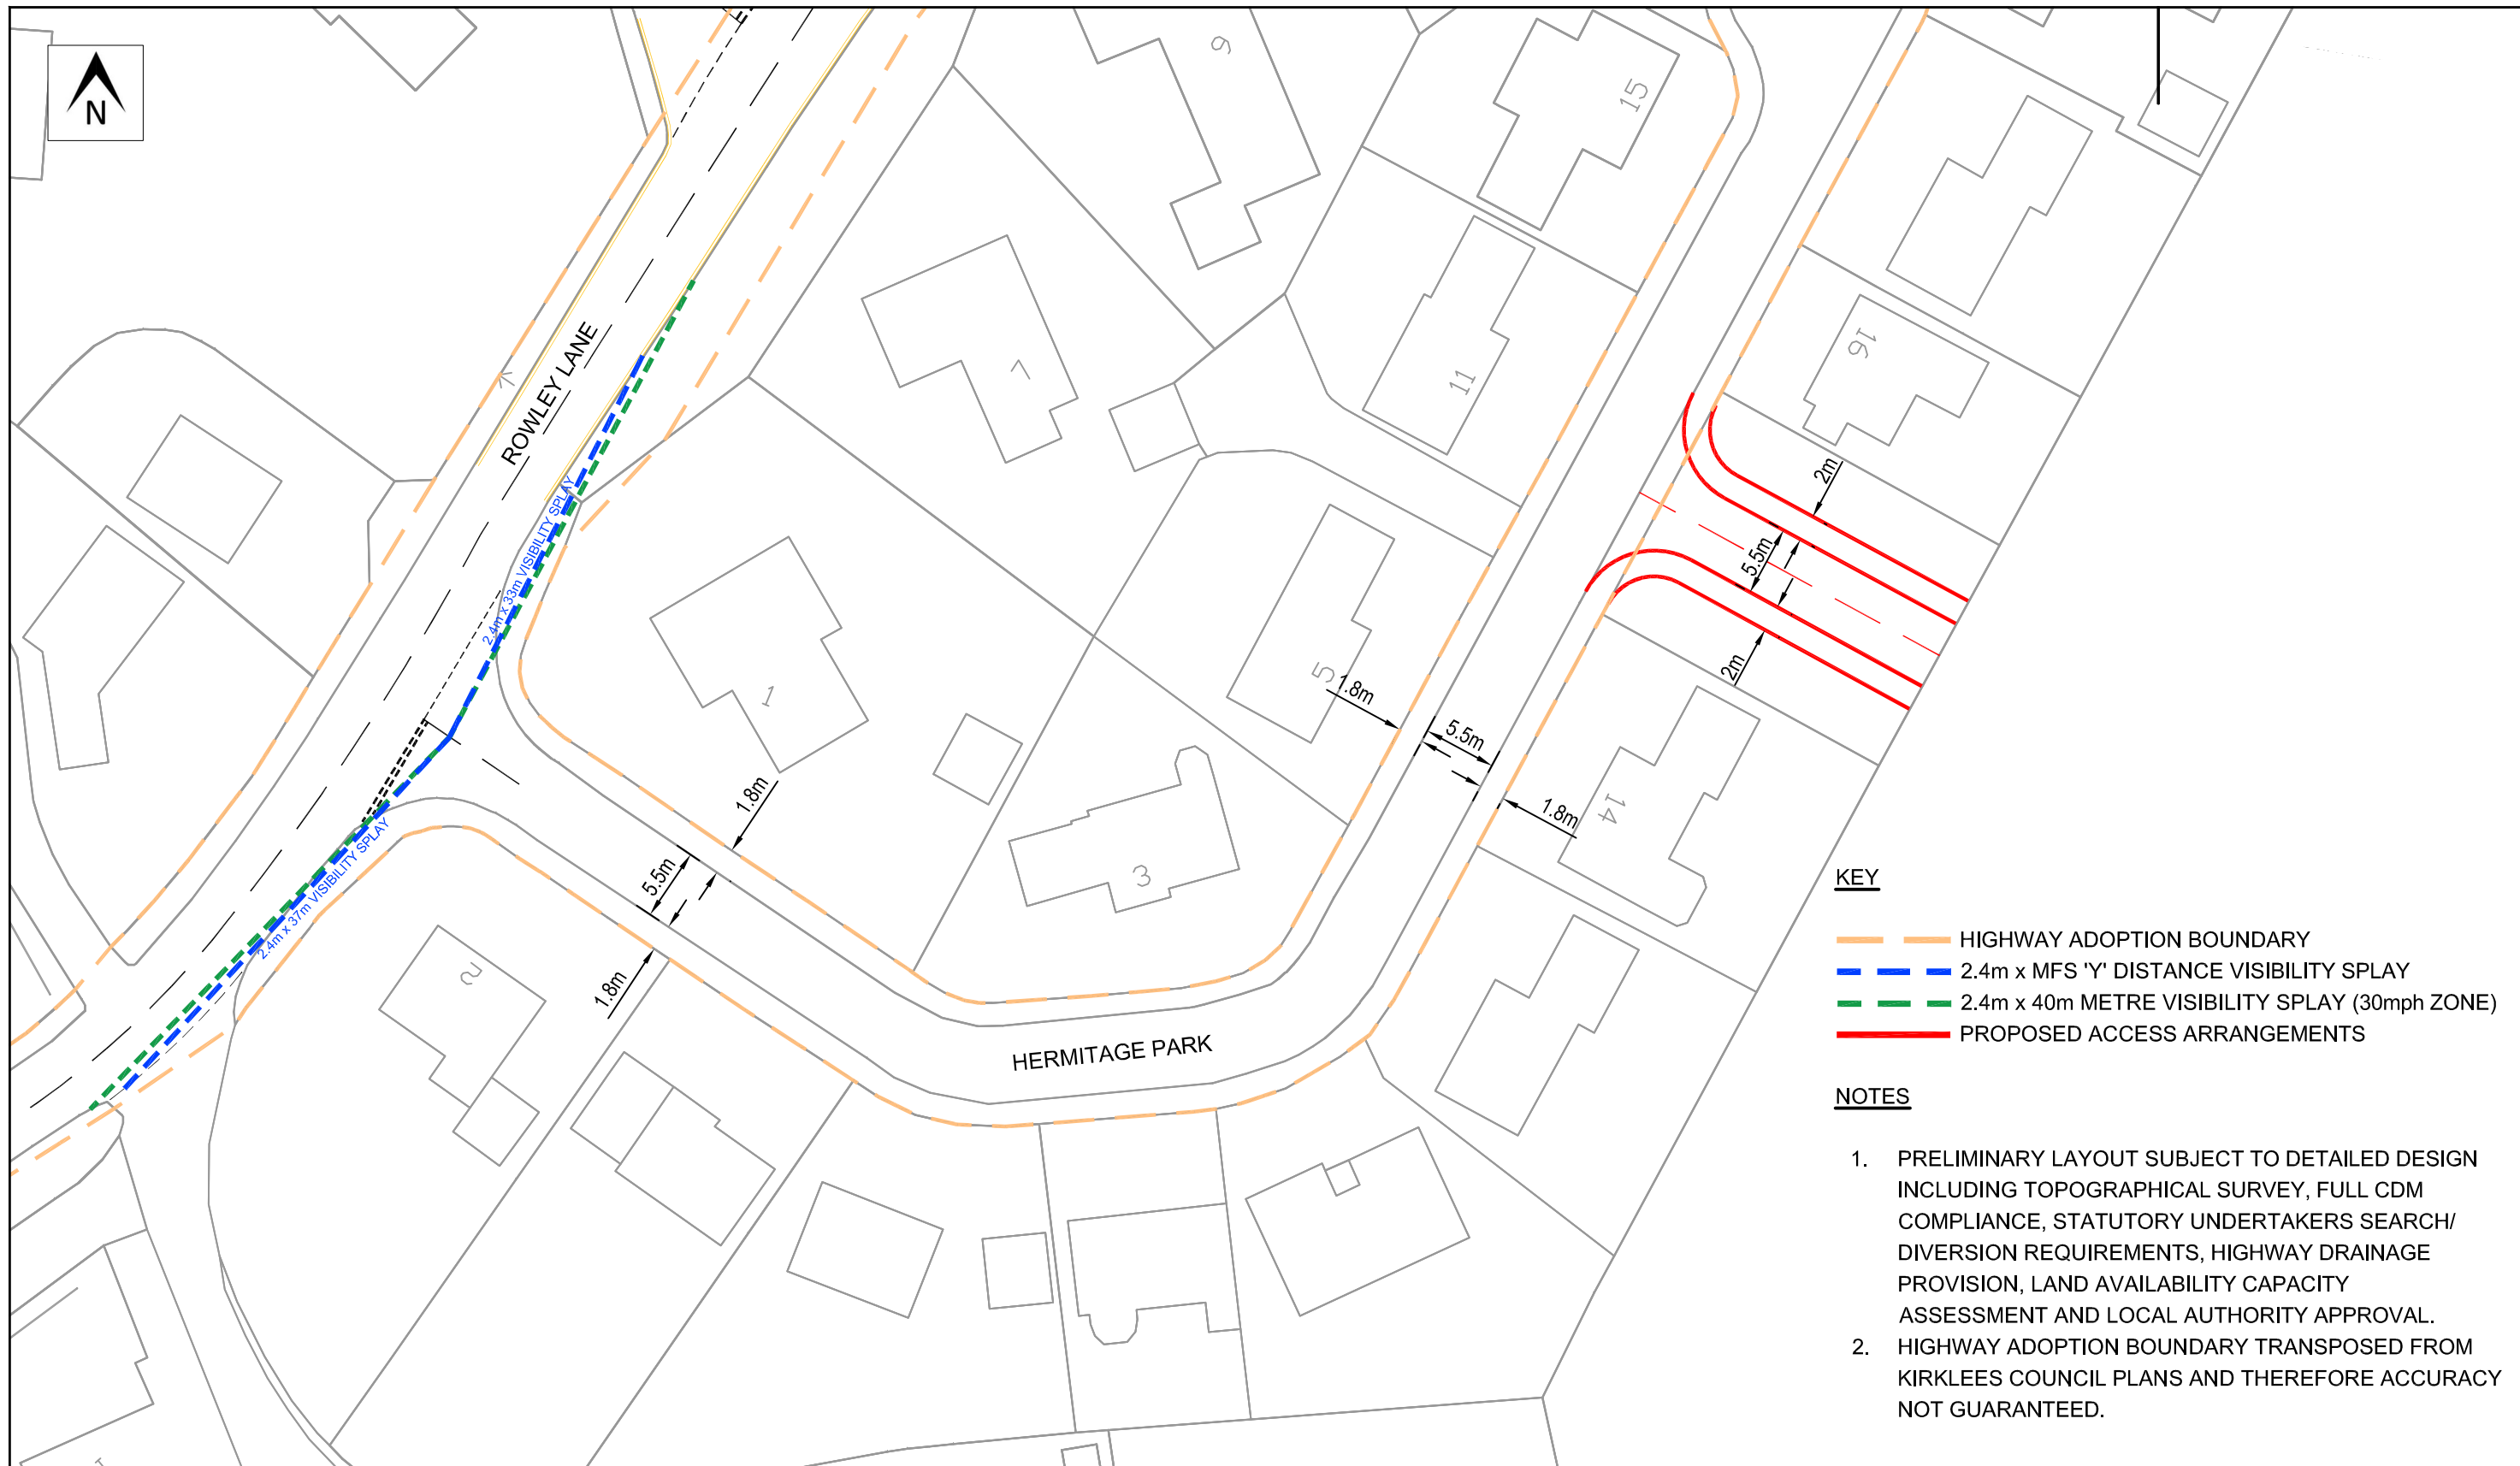 N
9
15
ROWLEY LANE
7
11
16
2m
5.5m
2m
2.4m x 33m VISIBILITY SPLAY
1
5
1.8m
5.5m
1.8m
14
1.8m
5.5m
1.8m
3
2
2.4m x 37m VISIBILITY SPLAY
HERMITAGE PARK
KEY
HIGHWAY ADOPTION BOUNDARY
2.4m x MFS 'Y' DISTANCE VISIBILITY SPLAY
2.4m x 40m METRE VISIBILITY SPLAY (30mph ZONE)
PROPOSED ACCESS ARRANGEMENTS
NOTES
1. PRELIMINARY LAYOUT SUBJECT TO DETAILED DESIGN
INCLUDING TOPOGRAPHICAL SURVEY, FULL CDM
COMPLIANCE, STATUTORY UNDERTAKERS SEARCH/
DIVERSION REQUIREMENTS, HIGHWAY DRAINAGE
PROVISION, LAND AVAILABILITY CAPACITY
ASSESSMENT AND LOCAL AUTHORITY APPROVAL.
2. HIGHWAY ADOPTION BOUNDARY TRANSPOSED FROM
KIRKLEES COUNCIL PLANS AND THEREFORE ACCURACY
NOT GUARANTEED.